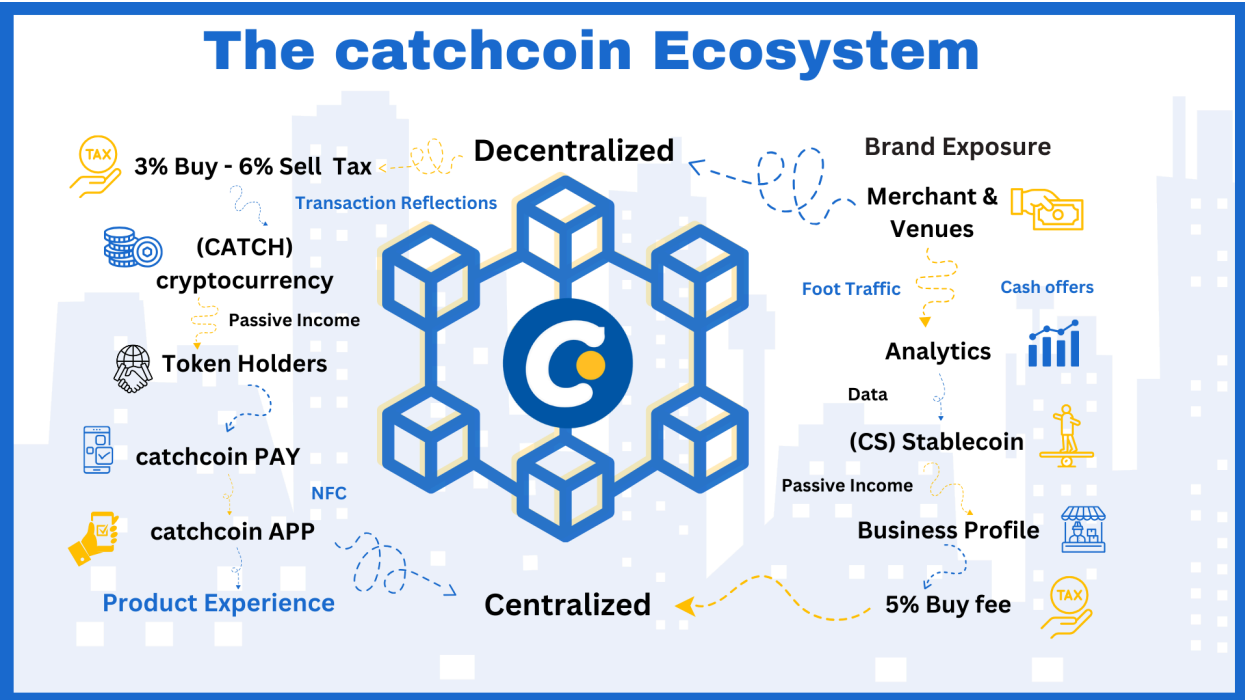 The catchcoin Ecosystem
TAX
3% Buy - 6% Sell Tax
Transaction Reflections
(CATCH)
cryptocurrency
Passive Income
Token Holders
catchcoin PAY
NFC
catchcoin APP
Product Experience
Decentralized
C
Centralized
Brand Exposure
Merchant &
Venues
Foot Traffic
Cash offers
Analytics
Data
(CS) Stablecoin
Passive Income
Business Profile
5% Buy fee
TAX